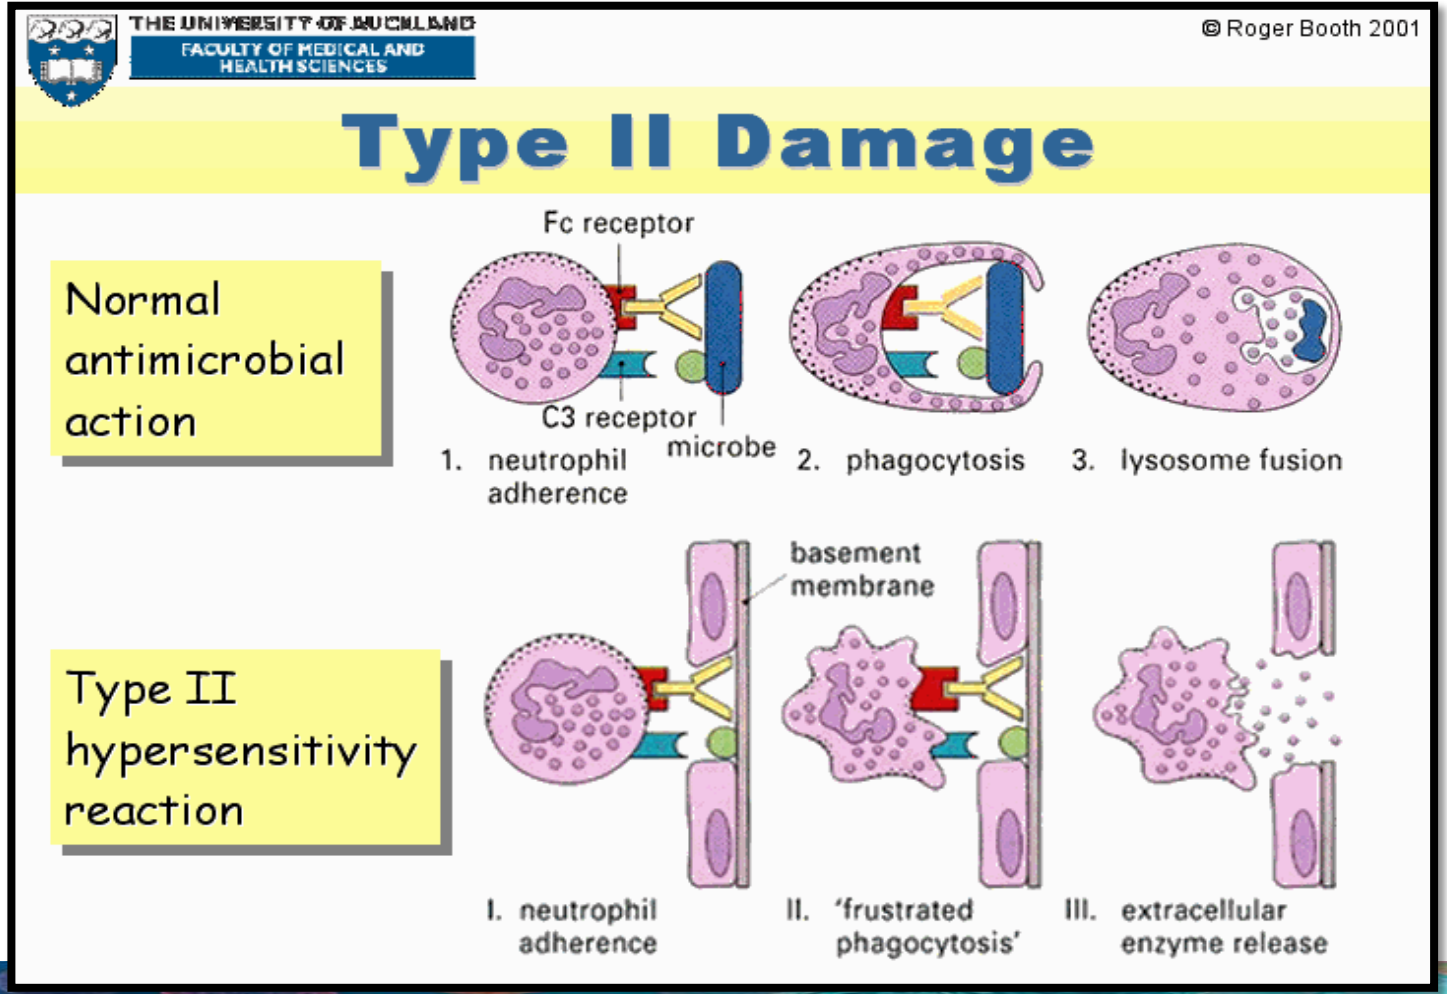 THE UNIVERSITY OF AUCKLAND
FACULTY OF MEDICAL AND
HEALTH SCIENCES
© Roger Booth 2001
Type II Damage
Normal
antimicrobial
action
Fc receptor
C3 receptor
microbe
1. neutrophil
adherence
2. phagocytosis
3. lysosome fusion
Type II
hypersensitivity
reaction
basement
membrane
I. neutrophil
adherence
II. 'frustrated
phagocytosis'
III. extracellular
enzyme release